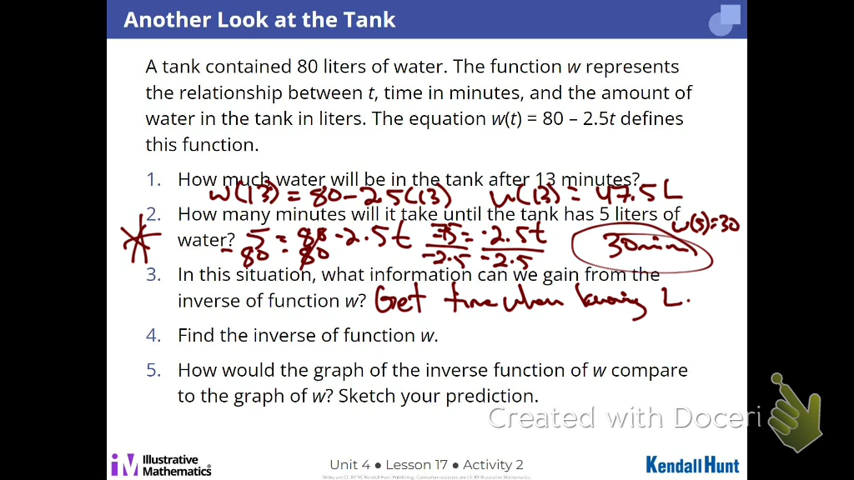 Another Look at the Tank
A tank contained 80 liters of water. The function w represents
the relationship between t, time in minutes, and the amount of
water in the tank in liters. The equation w(t) = 80 – 2.5t defines
this function.
1. How much water will be in the tank after 13 minutes?
w(13) = 80 - 2.5(13) w(13) = 47.5 L
2. How many minutes will it take until the tank has 5 liters of
w(5)=30
water? 5 = 80 - 2.5t -75 = -2.5t 30 min
-80 = 80 -2.5 -2.5
3. In this situation, what information can we gain from the
inverse of function w? Get time when knowing L.
4. Find the inverse of function w.
5. How would the graph of the inverse function of w compare
to the graph of w? Sketch your prediction.
Created with Doceri
iM Illustrative
Mathematics®
Unit 4 ● Lesson 17 ● Activity 2
Kendall Hunt